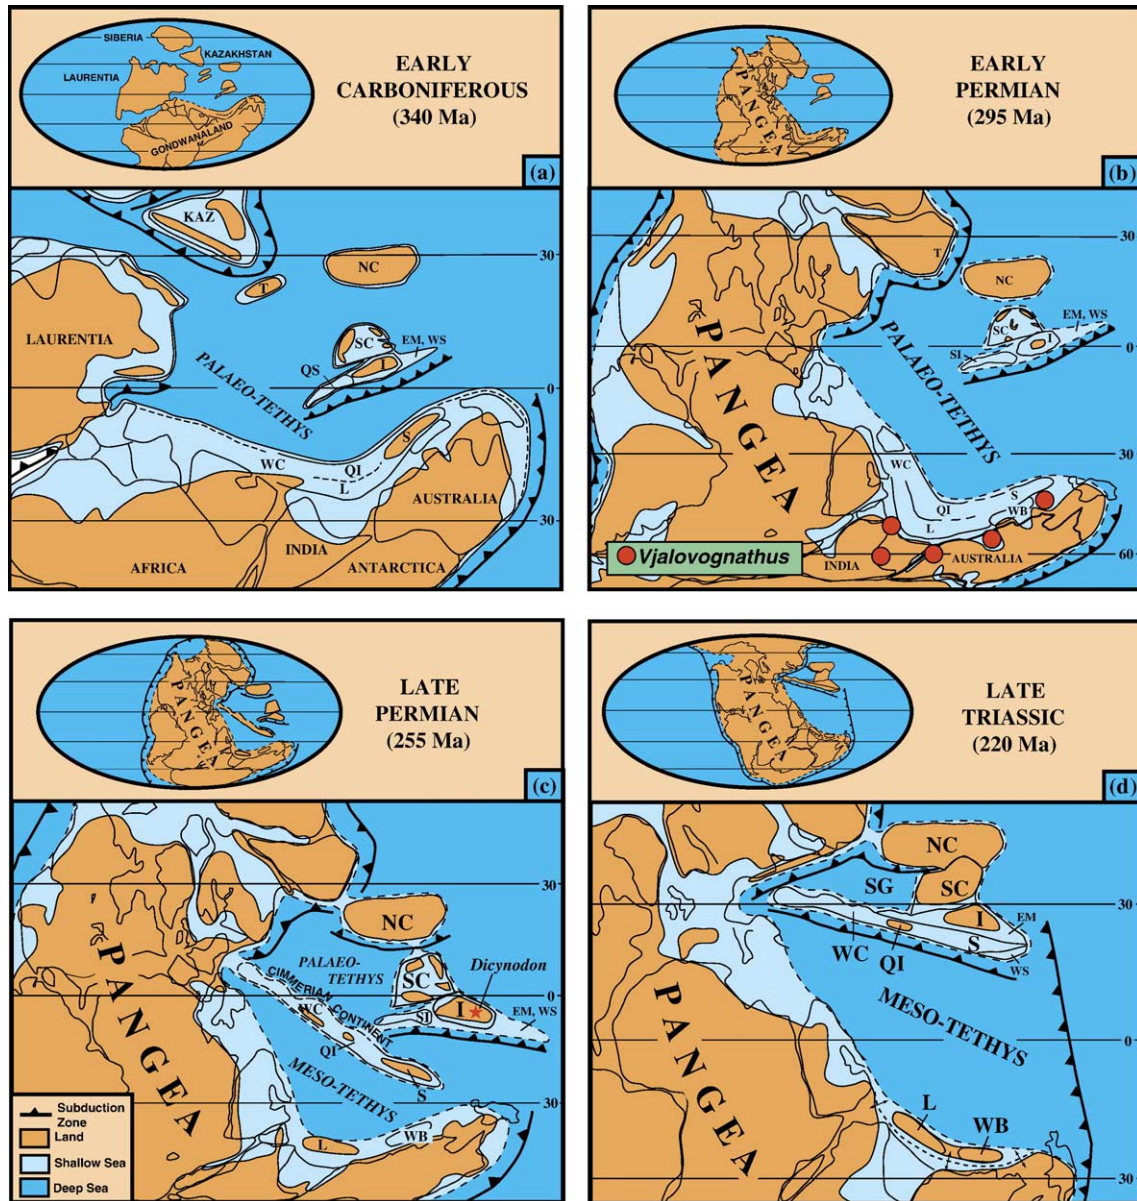 SIBERIA
KAZAKHSTAN
LAURENTIA
GONDWANALAND
EARLY
CARBONIFEROUS
(340 Ma)
(a)
KAZ
30
NC
T
LAURENTIA
SC
EM, WS
I
QS
0
PALAEO-TETHYS
S
WC
QI
L
AUSTRALIA
30
INDIA
AFRICA
ANTARCTICA
PANGEA
EARLY
PERMIAN
(295 Ma)
(b)
30
T
NC
EM, WS
SC
I
SI
0
PANGEA
PALAEO-TETHYS
30
WC
S
QI
WB
L
Vjalovognathus
INDIA
AUSTRALIA
60
PANGEA
LATE
PERMIAN
(255 Ma)
(c)
30
NC
PALAEO-
TETHYS
Dicynodon
SC
CIMMERIAN CONTINENT
0
WC
SI
I
EM, WS
QI
PANGEA
MESO-TETHYS
S
30
Subduction
Zone
Land
Shallow Sea
Deep Sea
L
WB
PANGEA
LATE
TRIASSIC
(220 Ma)
(d)
NC
SG
SC
30
I
EM
WC
QI
S
WS
PANGEA
MESO-TETHYS
0
L
WB
30